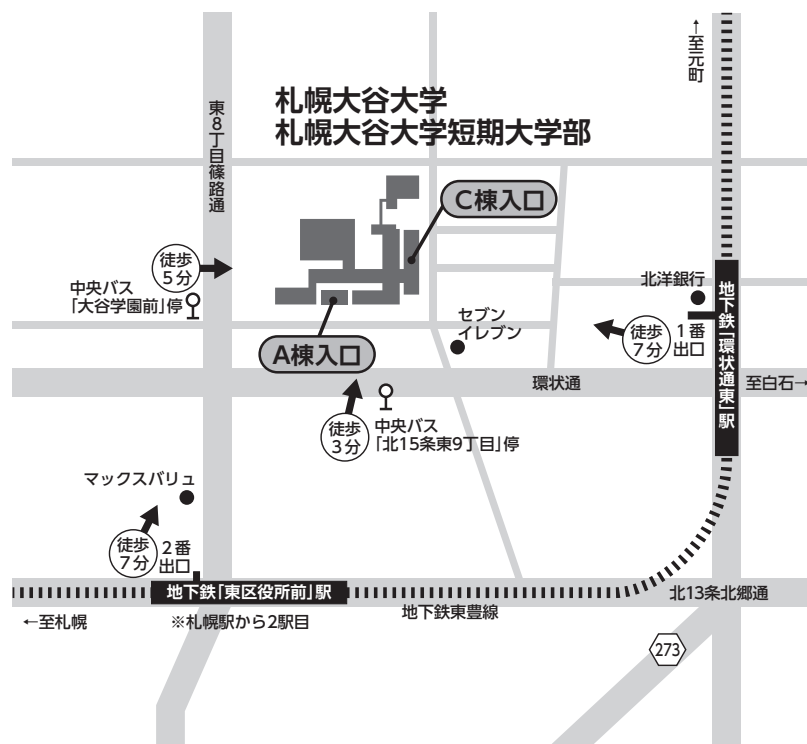 ↑至元町
札幌大谷大学
札幌大谷大学短期大学部
東8丁目篠路通
C棟入口
徒歩
5分
中央バス
「大谷学園前」停
北洋銀行
セブン
イレブン
徒歩
7分
1番
出口
地下鉄「環状通東」駅
A棟入口
環状通
至白石→
徒歩
3分
中央バス
「北15条東9丁目」停
マックスバリュ
徒歩
7分
2番
出口
地下鉄「東区役所前」駅
北13条北郷通
地下鉄東豊線
←至札幌
※札幌駅から2駅目
273